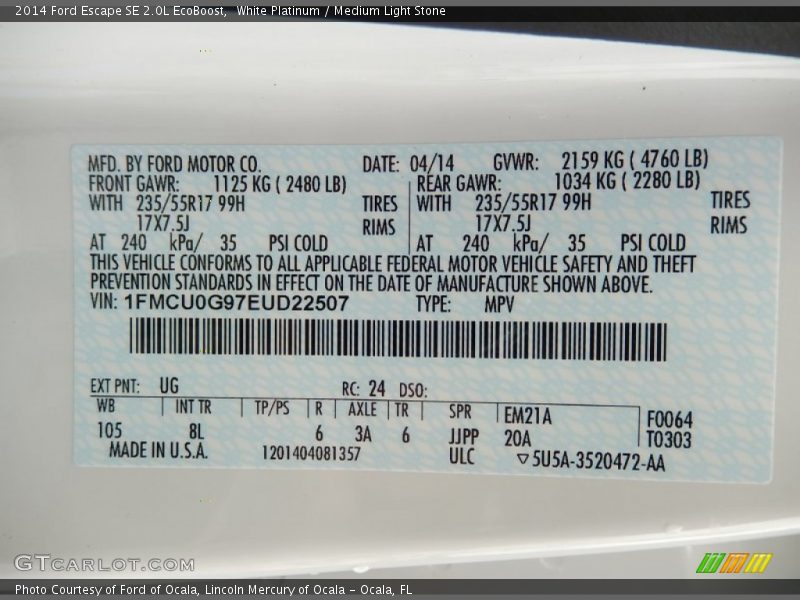 2014 Ford Escape SE 2.0L EcoBoost,  White Platinum / Medium Light Stone
MFD. BY FORD MOTOR CO. DATE: 04/14 GVWR: 2159 KG ( 4760 LB)
FRONT GAWR: 1125 KG ( 2480 LB) REAR GAWR: 1034 KG ( 2280 LB)
WITH 235/55R17 99H TIRES WITH 235/55R17 99H TIRES
17X7.5J RIMS 17X7.5J RIMS
AT 240 kPa/ 35 PSI COLD AT 240 kPa/ 35 PSI COLD
THIS VEHICLE CONFORMS TO ALL APPLICABLE FEDERAL MOTOR VEHICLE SAFETY AND THEFT
PREVENTION STANDARDS IN EFFECT ON THE DATE OF MANUFACTURE SHOWN ABOVE.
VIN: 1FMCU0G97EUD22507 TYPE: MPV
EXT PNT: UG RC: 24 DSO:
WB INT TR TP/PS R AXLE TR SPR EM21A F0064
105 8L 6 3A 6 JJPP 20A T0303
MADE IN U.S.A. 1201404081357 ULC ▽5U5A-3520472-AA
GTCARLOT.COM
Photo Courtesy of Ford of Ocala, Lincoln Mercury of Ocala - Ocala, FL